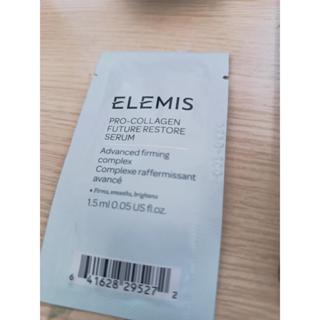 ELEMIS
PRO-COLLAGEN
FUTURE RESTORE
SERUM
Advanced firming
complex
Complexe raffermissant
avancé
• Firms, smooths, brightens
1.5 ml 0.05 US fl.oz.
6 41628 29527 2